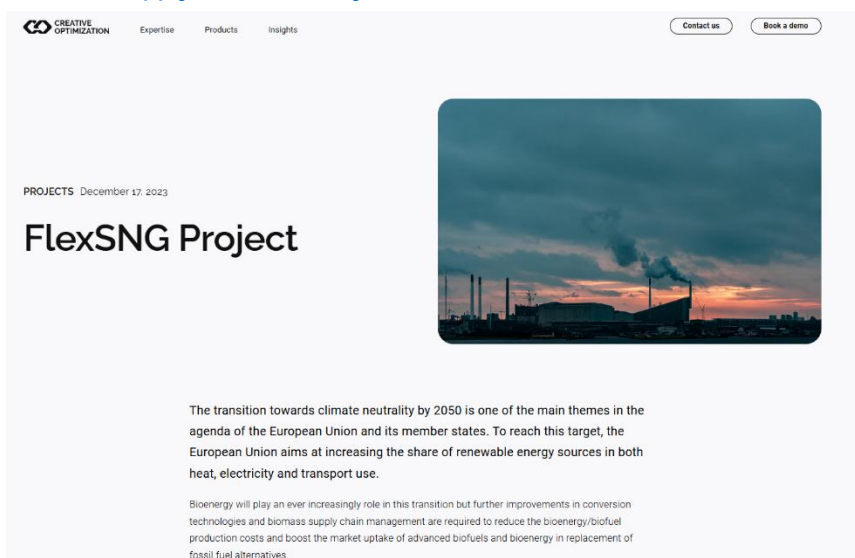 CREATIVE
OPTIMIZATION
Expertise
Products
Insights
Contact us
Book a demo
PROJECTS December 17, 2023
FlexSNG Project
The transition towards climate neutrality by 2050 is one of the main themes in the
agenda of the European Union and its member states. To reach this target, the
European Union aims at increasing the share of renewable energy sources in both
heat, electricity and transport use.
Bioenergy will play an ever increasingly role in this transition but further improvements in conversion
technologies and biomass supply chain management are required to reduce the bioenergy/biofuel
production costs and boost the market uptake of advanced biofuels and bioenergy in replacement of
fossil fuel alternatives.